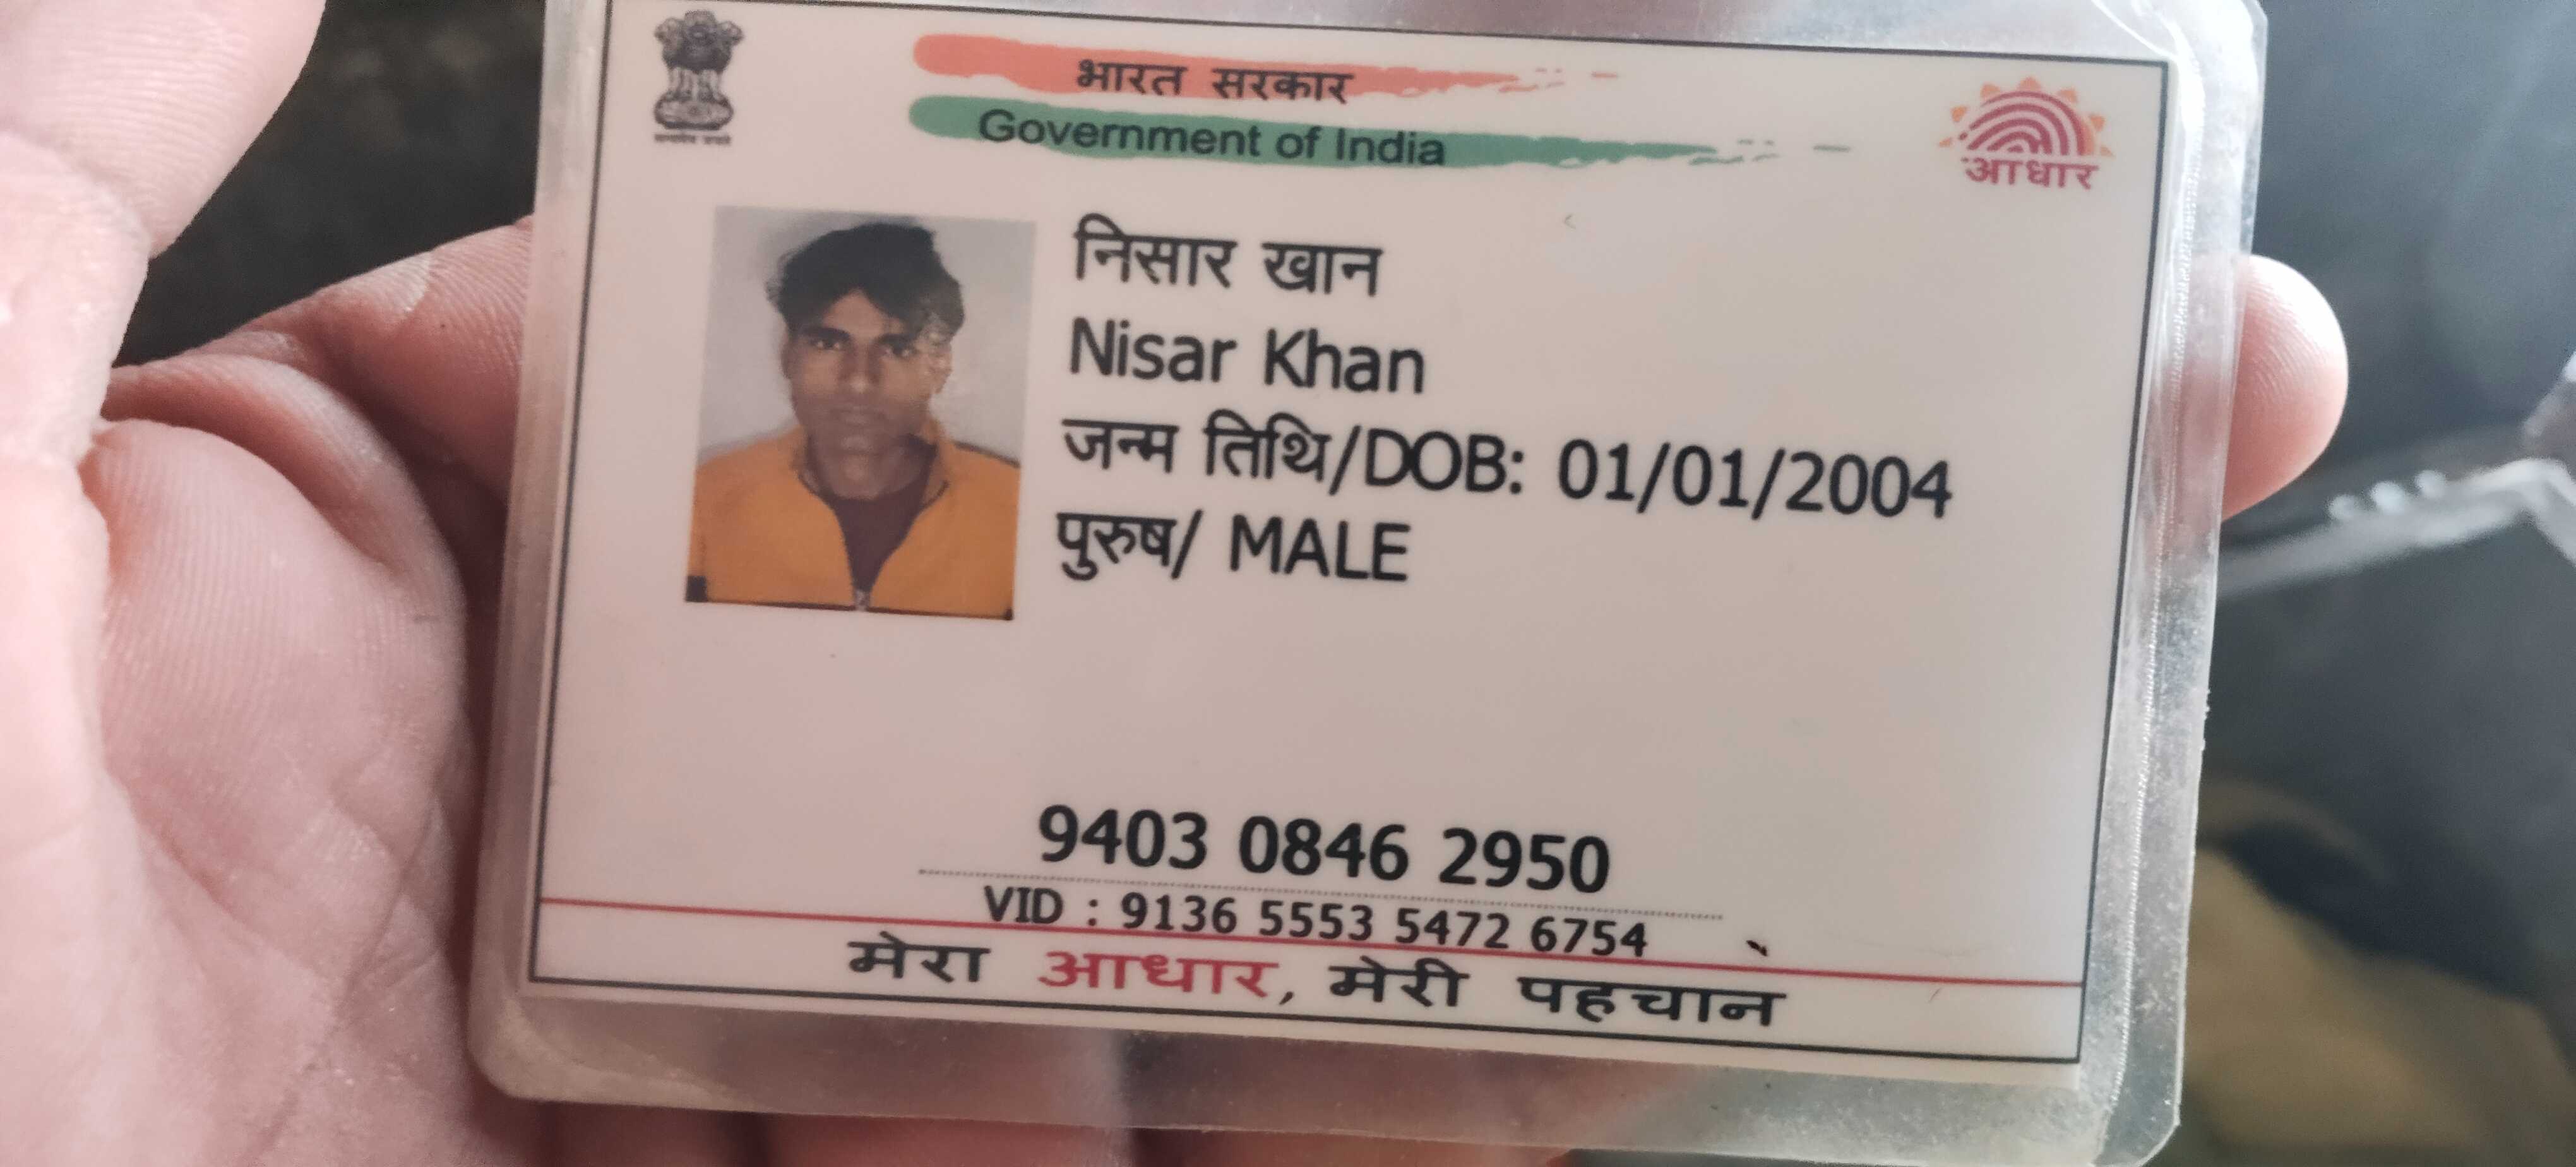 भारत सरकार
Government of India
आधार
निसार खान
Nisar Khan
जन्म तिथि/DOB: 01/01/2004
पुरुष/ MALE
9403 0846 2950
VID : 9136 5553 5472 6754
मेरा आधार, मेरी पहचान